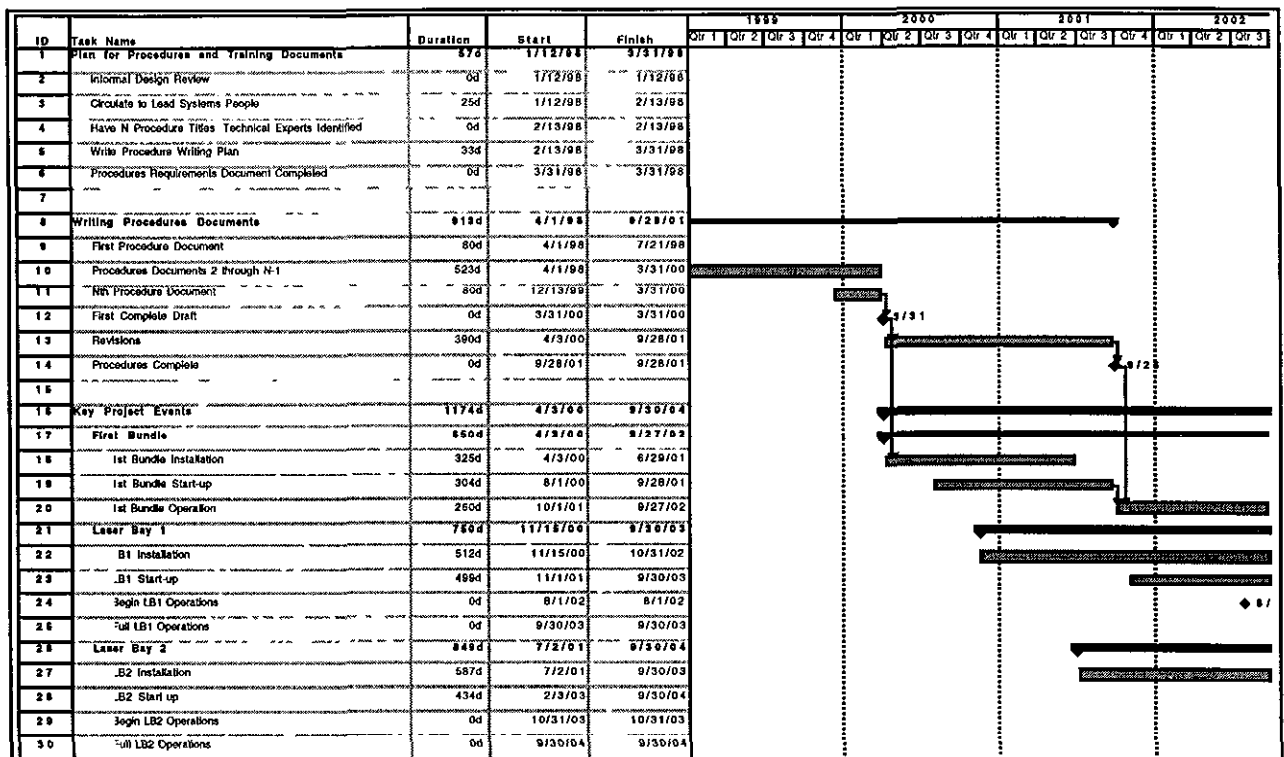 1999 2000 2001 2002
ID Task Name Duration Start Finish Qtr 1 Qtr 2 Qtr 3 Qtr 4 Qtr 1 Qtr 2 Qtr 3 Qtr 4 Qtr 1 Qtr 2 Qtr 3 Qtr 4 Qtr 1 Qtr 2 Qtr 3
1 Plan for Procedures and Training Documents 57d 1/12/98 3/31/98
2 Informal Design Review 0d 1/12/98 1/12/98
3 Circulate to Lead Systems People 25d 1/12/98 2/13/98
4 Have N Procedure Titles Technical Experts Identified 0d 2/13/98 2/13/98
5 Write Procedure Writing Plan 33d 2/13/98 3/31/98
6 Procedures Requirements Document Completed 0d 3/31/98 3/31/98
7
8 Writing Procedures Documents 913d 4/1/98 9/28/01
9 First Procedure Document 80d 4/1/98 7/21/98
10 Procedures Documents 2 through N-1 523d 4/1/98 3/31/00
11 Nth Procedure Document 80d 12/13/99 3/31/00
12 First Complete Draft 0d 3/31/00 3/31/00 3/31
13 Revisions 390d 4/3/00 9/28/01
14 Procedures Complete 0d 9/28/01 9/28/01 9/28
15
16 Key Project Events 1174d 4/3/00 9/30/04
17 First Bundle 650d 4/3/00 9/27/02
18 1st Bundle Installation 325d 4/3/00 6/29/01
19 1st Bundle Start-up 304d 8/1/00 9/28/01
20 1st Bundle Operation 260d 10/1/01 9/27/02
21 Laser Bay 1 750d 11/15/00 9/30/03
22 B1 Installation 512d 11/15/00 10/31/02
23 .B1 Start-up 499d 11/1/01 9/30/03
24 Begin LB1 Operations 0d 8/1/02 8/1/02 8/
25 Full LB1 Operations 0d 9/30/03 9/30/03
26 Laser Bay 2 849d 7/2/01 9/30/04
27 .B2 Installation 587d 7/2/01 9/30/03
28 .B2 Start up 434d 2/3/03 9/30/04
29 Begin LB2 Operations 0d 10/31/03 10/31/03
30 Full LB2 Operations 0d 9/30/04 9/30/04